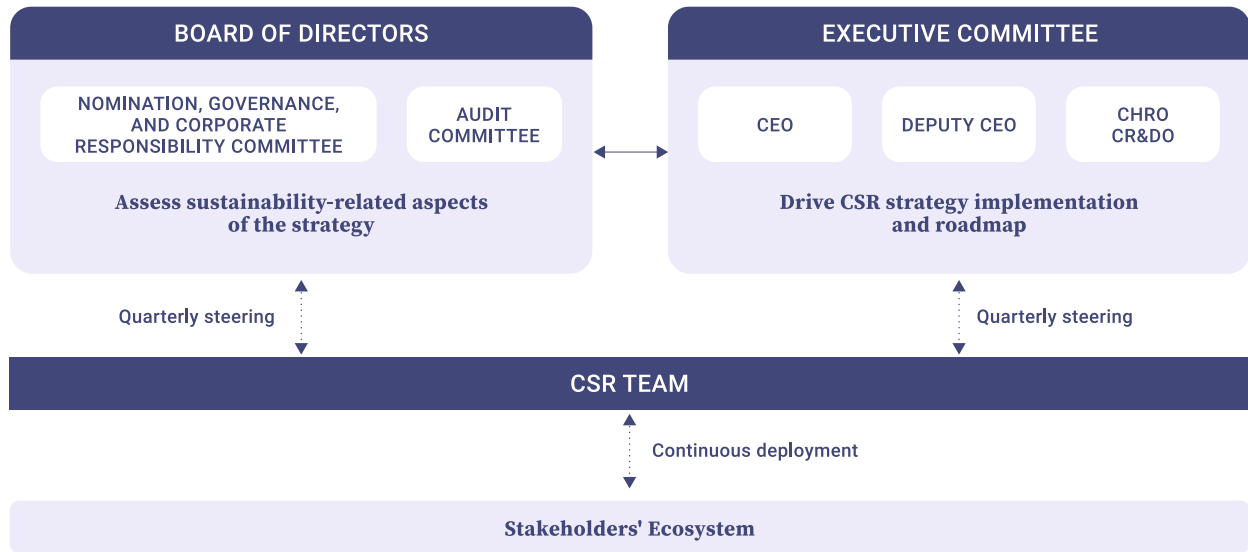 BOARD OF DIRECTORS
NOMINATION, GOVERNANCE,
AND CORPORATE
RESPONSIBILITY COMMITTEE
AUDIT
COMMITTEE
Assess sustainability-related aspects
of the strategy
EXECUTIVE COMMITTEE
CEO
DEPUTY CEO
CHRO
CR&DO
Drive CSR strategy implementation
and roadmap
Quarterly steering
Quarterly steering
CSR TEAM
Continuous deployment
Stakeholders' Ecosystem